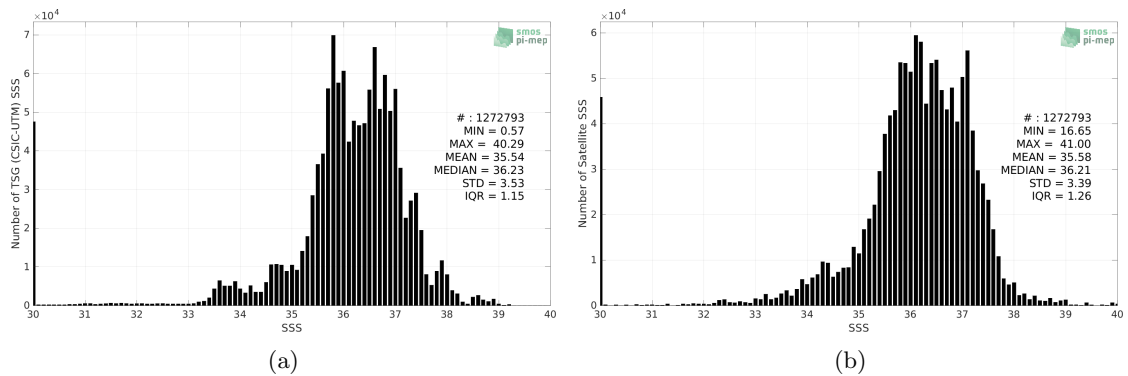 ×10⁴
7
6
5
4
3
2
1
0
30 31 32 33 34 35 36 37 38 39 40
SSS
Number of TSG (CSIC-UTM) SSS
smos
pi-mep
# : 1272793
MIN = 0.57
MAX = 40.29
MEAN = 35.54
MEDIAN = 36.23
STD = 3.53
IQR = 1.15
(a)
×10⁴
6
5
4
3
2
1
0
30 31 32 33 34 35 36 37 38 39 40
SSS
Number of Satellite SSS
smos
pi-mep
# : 1272793
MIN = 16.65
MAX = 41.00
MEAN = 35.58
MEDIAN = 36.21
STD = 3.39
IQR = 1.26
(b)